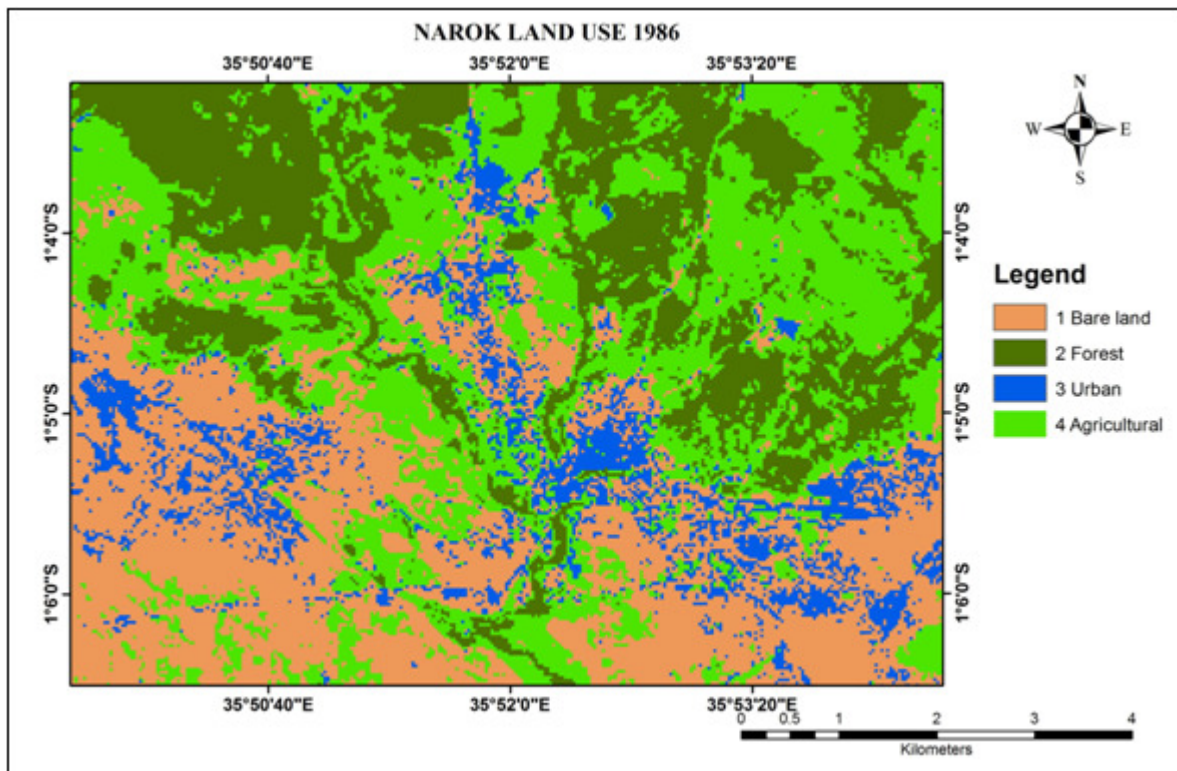 NAROK LAND USE 1986
35°50'40"E 35°52'0"E 35°53'20"E
N
W E
S
1°4'0"S 1°4'0"S
Legend
1 Bare land
2 Forest
3 Urban
4 Agricultural
1°5'0"S 1°5'0"S
1°6'0"S 1°6'0"S
35°50'40"E 35°52'0"E 35°53'20"E
0 0.5 1 2 3 4
Kilometers